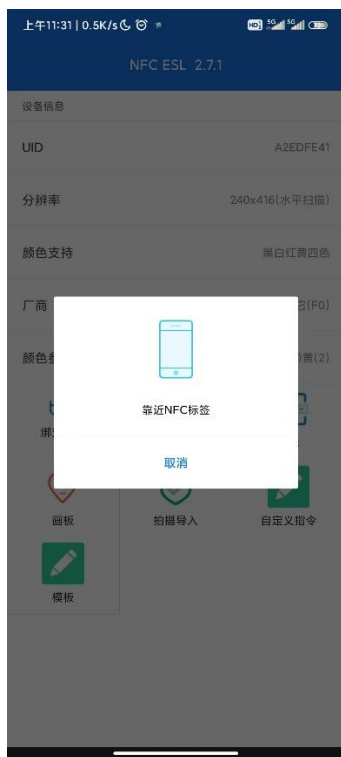 上午11:31 | 0.5K/s
NFC ESL 2.7.1
设备信息
UID A2EDFE41
分辨率 240x416(水平扫描)
颜色支持 黑白红黄四色
厂商 (F0)
颜色 )黄(2)
靠近NFC标签
取消
画板 拍摄导入 自定义指令
模板